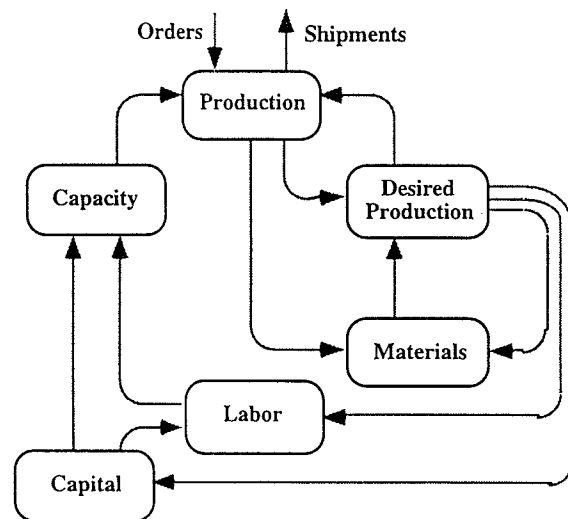 Orders
Shipments
Production
Capacity
Desired
Production
Materials
Labor
Capital